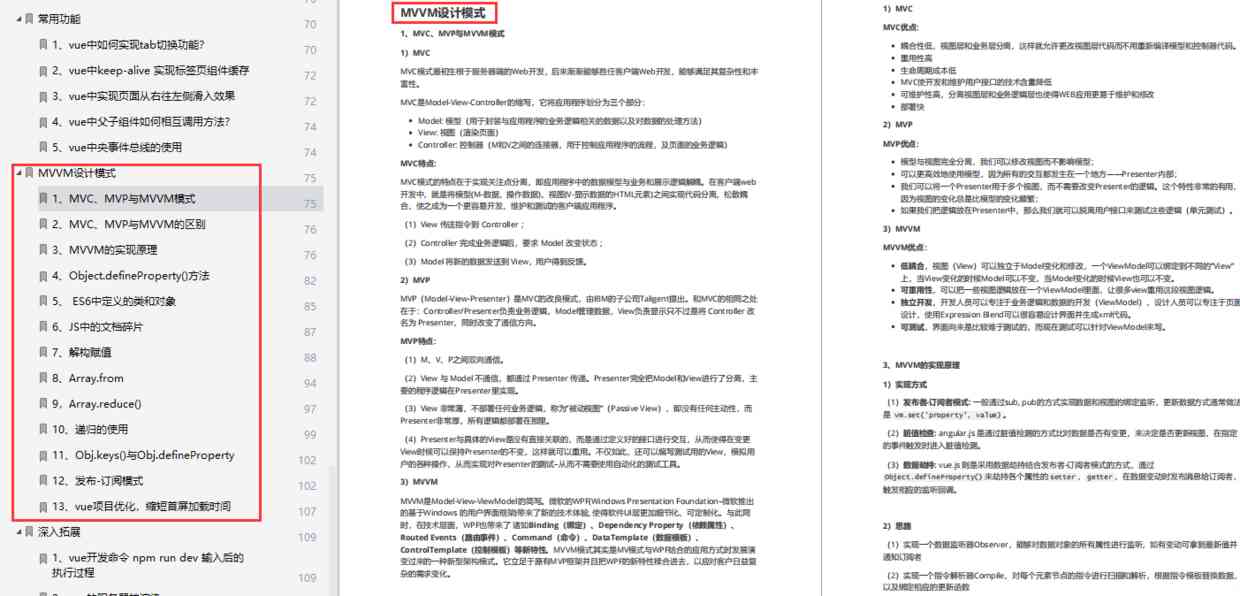 常用功能 70
1、vue中如何实现tab切换功能? 70
2、vue中keep-alive 实现标签页组件缓存 72
3、vue中实现页面从右往左侧滑入效果 72
4、vue中父子组件如何相互调用方法? 74
5、vue中央事件总线的使用 74
MVVM设计模式 75
1、MVC、MVP与MVVM模式 75
2、MVC、MVP与MVVM的区别 76
3、MVVM的实现原理 76
4、Object.defineProperty()方法 82
5、 ES6中定义的类和对象 85
6、JS中的文档碎片 87
7、解构赋值 88
8、Array.from 94
9、Array.reduce() 97
10、递归的使用 99
11、Obj.keys()与Obj.defineProperty 102
12、发布-订阅模式 102
13、vue项目优化，缩短首屏加载时间 107
深入拓展 109
1、vue开发命令 npm run dev 输入后的
执行过程 109
MVVM设计模式
1、MVC、MVP与MVVM模式
1）MVC
MVC模式最初生根于服务器端的Web开发，后来渐渐能够胜任客户端Web开发，能够满足其复杂性和丰
富性。
MVC是Model-View-Controller的缩写，它将应用程序划分为三个部分：
Model: 模型（用于封装与应用程序的业务逻辑相关的数据以及对数据的处理方法）
View: 视图（渲染页面）
Controller: 控制器（M和V之间的连接器，用于控制应用程序的流程，及页面的业务逻辑）
MVC特点：
MVC模式的特点在于实现关注点分离，即应用程序中的数据模型与业务和展示逻辑解耦。在客户端web
开发中，就是将模型(M-数据、操作数据)、视图(V-显示数据的HTML元素)之间实现代码分离，松散耦
合，使之成为一个更容易开发、维护和测试的客户端应用程序。
（1）View 传送指令到 Controller ；
（2）Controller 完成业务逻辑后，要求 Model 改变状态 ；
（3）Model 将新的数据发送到 View，用户得到反馈。
2）MVP
MVP（Model-View-Presenter）是MVC的改良模式，由IBM的子公司Taligent提出。和MVC的相同之处
在于：Controller/Presenter负责业务逻辑，Model管理数据，View负责显示只不过是将 Controller 改
名为 Presenter，同时改变了通信方向。
MVP特点：
（1）M、V、P之间双向通信。
（2）View 与 Model 不通信，都通过 Presenter 传递。Presenter完全把Model和View进行了分离，主
要的程序逻辑在Presenter里实现。
（3）View 非常薄，不部署任何业务逻辑，称为"被动视图"（Passive View），即没有任何主动性，而
Presenter非常厚，所有逻辑都部署在那里。
（4）Presenter与具体的View是没有直接关联的，而是通过定义好的接口进行交互，从而使得在变更
View时候可以保持Presenter的不变，这样就可以重用。不仅如此，还可以编写测试用的View，模拟用
户的各种操作，从而实现对Presenter的测试–从而不需要使用自动化的测试工具。
3）MVVM
MVVM是Model-View-ViewModel的简写。微软的WPF(Windows Presentation Foundation–微软推出
的基于Windows 的用户界面框架)带来了新的技术体验, 使得软件UI层更加细节化、可定制化。与此同
时，在技术层面，WPF也带来了 诸如Binding（绑定）、Dependency Property（依赖属性）、
Routed Events（路由事件）、Command（命令）、DataTemplate（数据模板）、
ControlTemplate（控制模板）等新特性。MVVM模式其实是MV模式与WPF结合的应用方式时发展演
变过来的一种新型架构模式。它立足于原有MVP框架并且把WPF的新特性糅合进去，以应对客户日益复
杂的需求变化。
1）MVC
MVC优点：
耦合性低，视图层和业务层分离，这样就允许更改视图层代码而不用重新编译模型和控制器代码。
重用性高
生命周期成本低
MVC使开发和维护用户接口的技术含量降低
可维护性高，分离视图层和业务逻辑层也使得WEB应用更易于维护和修改
部署快
2）MVP
MVP优点：
模型与视图完全分离，我们可以修改视图而不影响模型；
可以更高效地使用模型，因为所有的交互都发生在一个地方——Presenter内部；
我们可以将一个Presenter用于多个视图，而不需要改变Presenter的逻辑。这个特性非常的有用，
因为视图的变化总是比模型的变化频繁；
如果我们把逻辑放在Presenter中，那么我们就可以脱离用户接口来测试这些逻辑（单元测试）。
3）MVVM
MVVM优点：
低耦合，视图（View）可以独立于Model变化和修改，一个ViewModel可以绑定到不同的"View"
上，当View变化的时候Model可以不变，当Model变化的时候View也可以不变。
可重用性，可以把一些视图逻辑放在一个ViewModel里面，让很多view重用这段视图逻辑。
独立开发，开发人员可以专注于业务逻辑和数据的开发（ViewModel），设计人员可以专注于页面
设计，使用Expression Blend可以很容易设计界面并生成xml代码。
可测试，界面向来是比较难于测试的，而现在测试可以针对ViewModel来写。
3、MVVM的实现原理
1）实现方式
（1）发布者-订阅者模式: 一般通过sub, pub的方式实现数据和视图的绑定监听，更新数据方式通常做法
是 vm.set('property', value)。
（2）脏值检查: angular.js 是通过脏值检测的方式比对数据是否有变更，来决定是否更新视图，在指定
的事件触发时进入脏值检测。
（3）数据劫持: vue.js 则是采用数据劫持结合发布者-订阅者模式的方式，通过
Object.defineProperty() 来劫持各个属性的 setter， getter，在数据变动时发布消息给订阅者，
触发相应的监听回调。
2）思路
（1）实现一个数据监听器Observer，能够对数据对象的所有属性进行监听，如有变动可拿到最新值并
通知订阅者
（2）实现一个指令解析器Compile，对每个元素节点的指令进行扫描和解析，根据指令模板替换数据，
以及绑定相应的更新函数